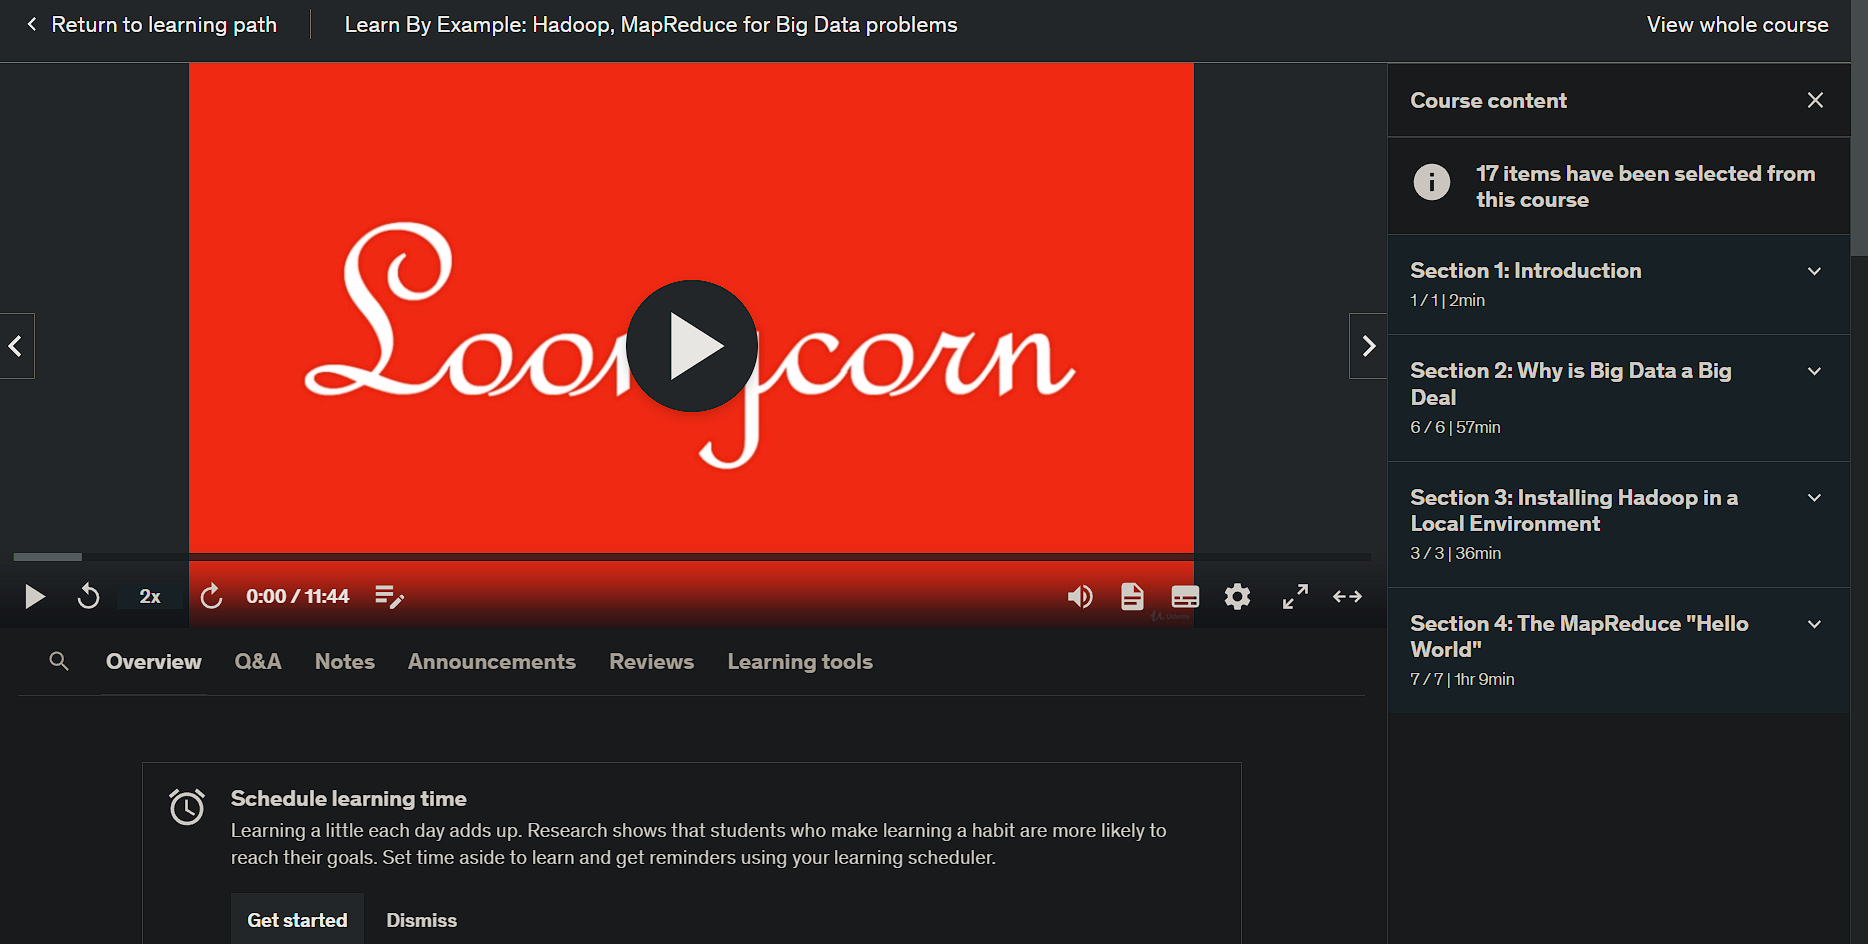 Return to learning path
Learn By Example: Hadoop, MapReduce for Big Data problems
View whole course
Course content
17 items have been selected from
this course
Section 1: Introduction
1 / 1 | 2min
Section 2: Why is Big Data a Big
Deal
6 / 6 | 57min
Section 3: Installing Hadoop in a
Local Environment
3 / 3 | 36min
Section 4: The MapReduce "Hello
World"
7 / 7 | 1hr 9min
2x
0:00 / 11:44
Overview
Q&A
Notes
Announcements
Reviews
Learning tools
Schedule learning time
Learning a little each day adds up. Research shows that students who make learning a habit are more likely to
reach their goals. Set time aside to learn and get reminders using your learning scheduler.
Get started
Dismiss